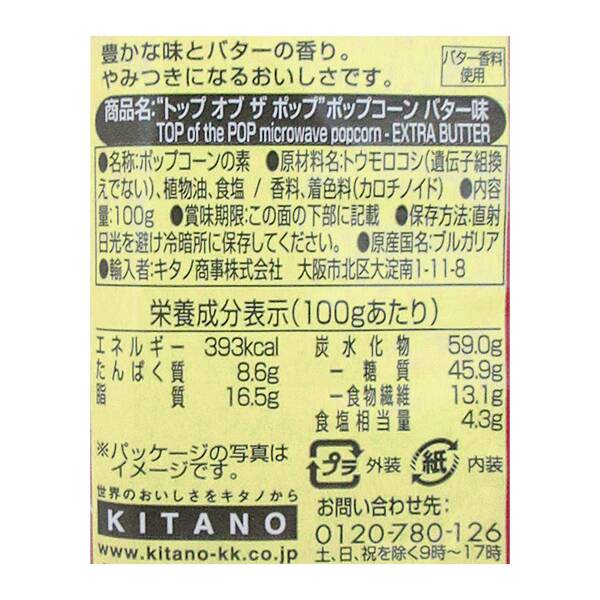 豊かな味とバターの香り。
やみつきになるおいしさです。
バター香料
使用
商品名:“トップ オブ ザ ポップ”ポップコーン バター味
TOP of the POP microwave popcorn - EXTRA BUTTER
●名称:ポップコーンの素 ●原材料名:トウモロコシ(遺伝子組換
えでない)、植物油、食塩 / 香料、着色料(カロチノイド) ●内容
量:100g ●賞味期限:この面の下部に記載 ●保存方法:直射
日光を避け冷暗所に保存してください。 ●原産国名:ブルガリア
●輸入者:キタノ商事株式会社 大阪市北区大淀南1-11-8
栄養成分表示(100gあたり)
エネルギー 393kcal
たんぱく質 8.6g
脂質 16.5g
炭水化物 59.0g
－糖質 45.9g
－食物繊維 13.1g
食塩相当量 4.3g
※パッケージの写真は
イメージです。
プラ 外装
紙 内装
世界のおいしさをキタノから
KITANO
www.kitano-kk.co.jp
お問い合わせ先:
0120-780-126
土、日、祝を除く9時～17時